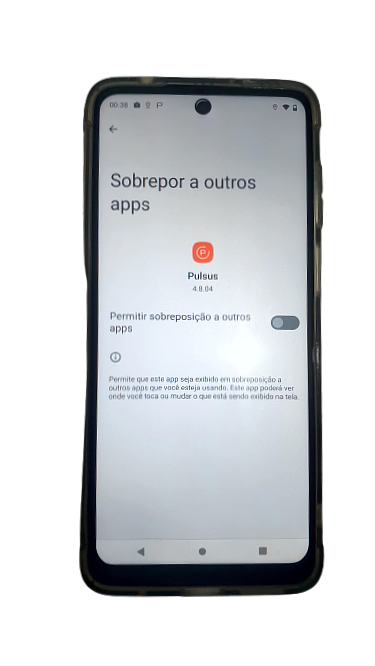 00:38
Sobrepor a outros
apps
Pulsus
4.8.04
Permitir sobreposição a outros
apps
Permite que este app seja exibido em sobreposição a
outros apps que você esteja usando. Este app poderá ver
onde você toca ou mudar o que está sendo exibido na tela.